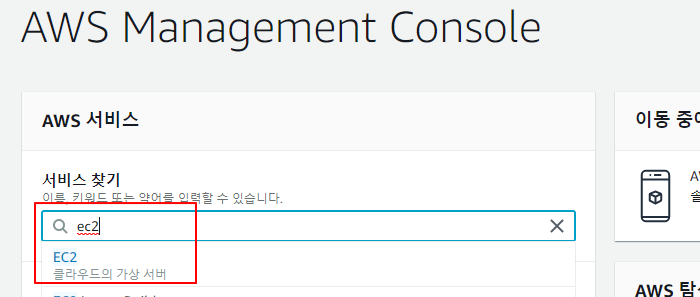 AWS Management Console
AWS 서비스
서비스 찾기
이름, 키워드 또는 약어를 입력할 수 있습니다.
ec2
EC2
클라우드의 가상 서버
이동 중에
AW
솔
AWS 탐